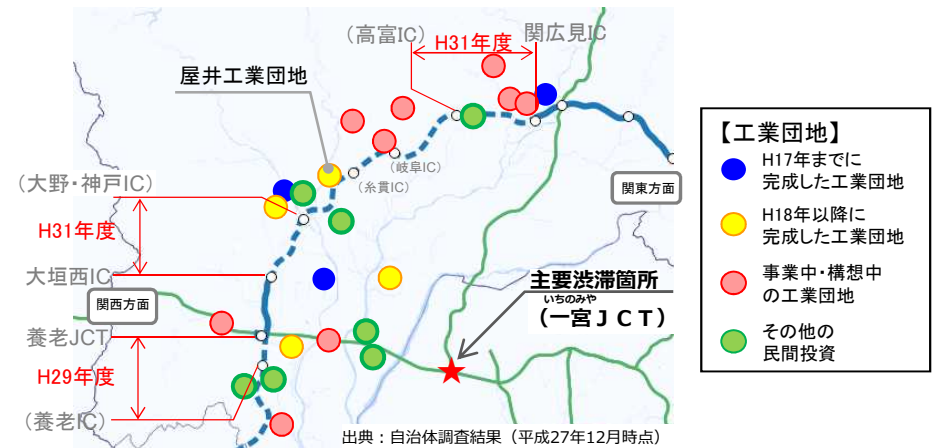 (高富IC)
関広見IC
H31年度
屋井工業団地
(岐阜IC)
(糸貫IC)
(大野・神戸IC)
関東方面
H31年度
大垣西IC
関西方面
主要渋滞箇所
いちのみや
(一宮JCT)
養老JCT
H29年度
(養老IC)
出典:自治体調査結果(平成27年12月時点)
【工業団地】
H17年までに
完成した工業団地
H18年以降に
完成した工業団地
事業中・構想中
の工業団地
その他の
民間投資